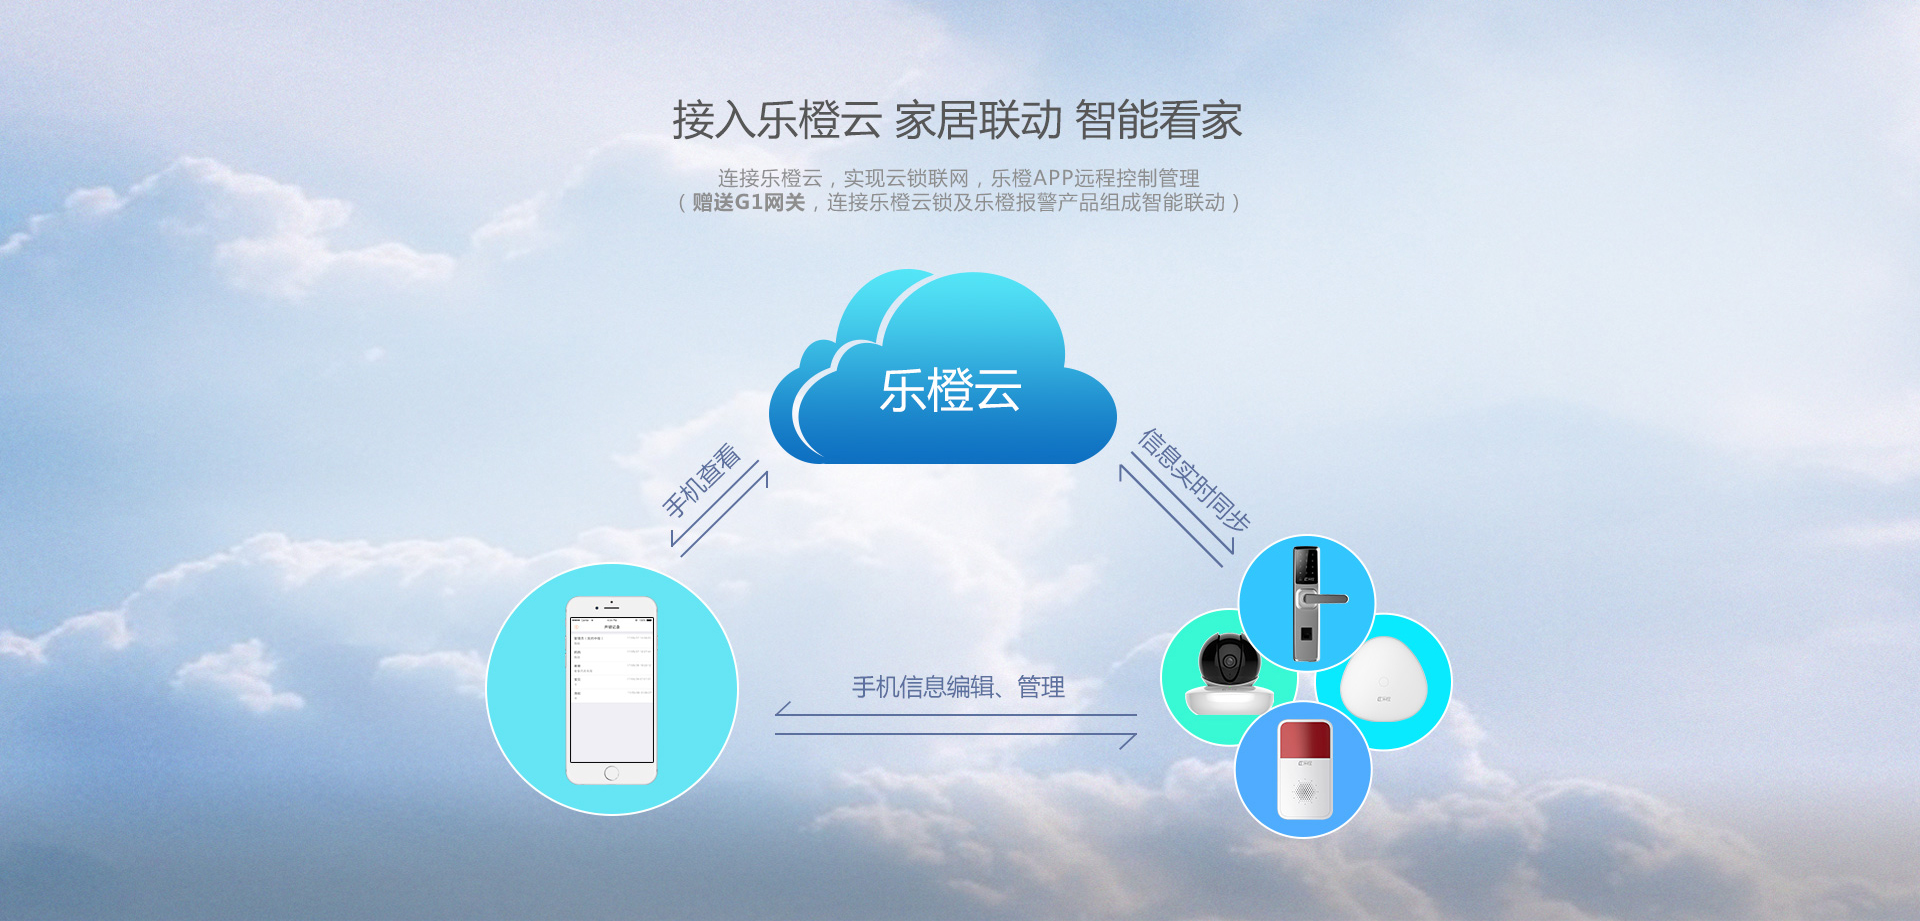 接入乐橙云 家居联动 智能看家
连接乐橙云，实现云锁联网，乐橙APP远程控制管理
（赠送G1网关，连接乐橙云锁及乐橙报警产品组成智能联动）
乐橙云
手机查看
信息实时同步
手机信息编辑、管理
开锁记录